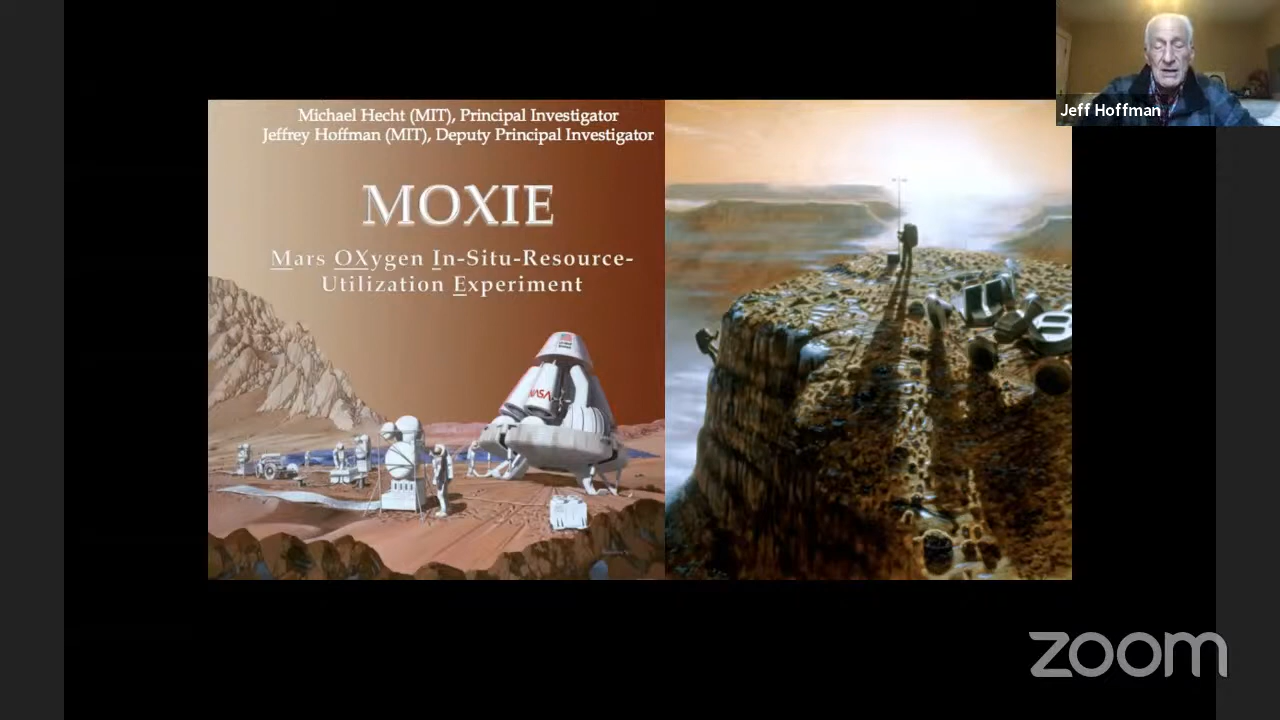 Michael Hecht (MIT), Principal Investigator
Jeffrey Hoffman (MIT), Deputy Principal Investigator
MOXIE
Mars OXygen In-Situ-Resource-
Utilization Experiment
NASA
Jeff Hoffman
zoom